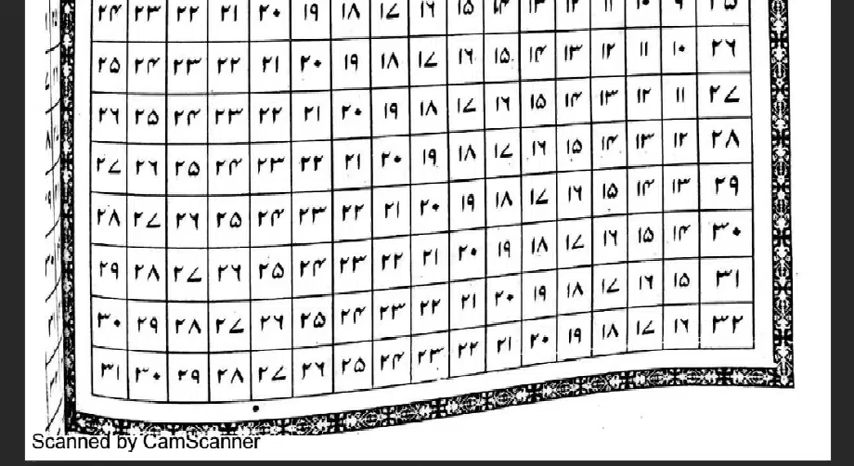 ۲۵ ۹ ۱۰ ۱۱ ۱۲ ۱۳ ۱۴ ۱۵ ۱۶ ۱۷ ۱۸ ۱۹ ۲۰ ۲۱ ۲۲ ۲۳ ۲۴
۲۶ ۱۰ ۱۱ ۱۲ ۱۳ ۱۴ ۱۵ ۱۶ ۱۷ ۱۸ ۱۹ ۲۰ ۲۱ ۲۲ ۲۳ ۲۴ ۲۵
۲۷ ۱۱ ۱۲ ۱۳ ۱۴ ۱۵ ۱۶ ۱۷ ۱۸ ۱۹ ۲۰ ۲۱ ۲۲ ۲۳ ۲۴ ۲۵ ۲۶
۲۸ ۱۲ ۱۳ ۱۴ ۱۵ ۱۶ ۱۷ ۱۸ ۱۹ ۲۰ ۲۱ ۲۲ ۲۳ ۲۴ ۲۵ ۲۶ ۲۷
۲۹ ۱۳ ۱۴ ۱۵ ۱۶ ۱۷ ۱۸ ۱۹ ۲۰ ۲۱ ۲۲ ۲۳ ۲۴ ۲۵ ۲۶ ۲۷ ۲۸
۳۰ ۱۴ ۱۵ ۱۶ ۱۷ ۱۸ ۱۹ ۲۰ ۲۱ ۲۲ ۲۳ ۲۴ ۲۵ ۲۶ ۲۷ ۲۸ ۲۹
۳۱ ۱۵ ۱۶ ۱۷ ۱۸ ۱۹ ۲۰ ۲۱ ۲۲ ۲۳ ۲۴ ۲۵ ۲۶ ۲۷ ۲۸ ۲۹ ۳۰
۳۲ ۱۶ ۱۷ ۱۸ ۱۹ ۲۰ ۲۱ ۲۲ ۲۳ ۲۴ ۲۵ ۲۶ ۲۷ ۲۸ ۲۹ ۳۰ ۳۱
Scanned by CamScanner